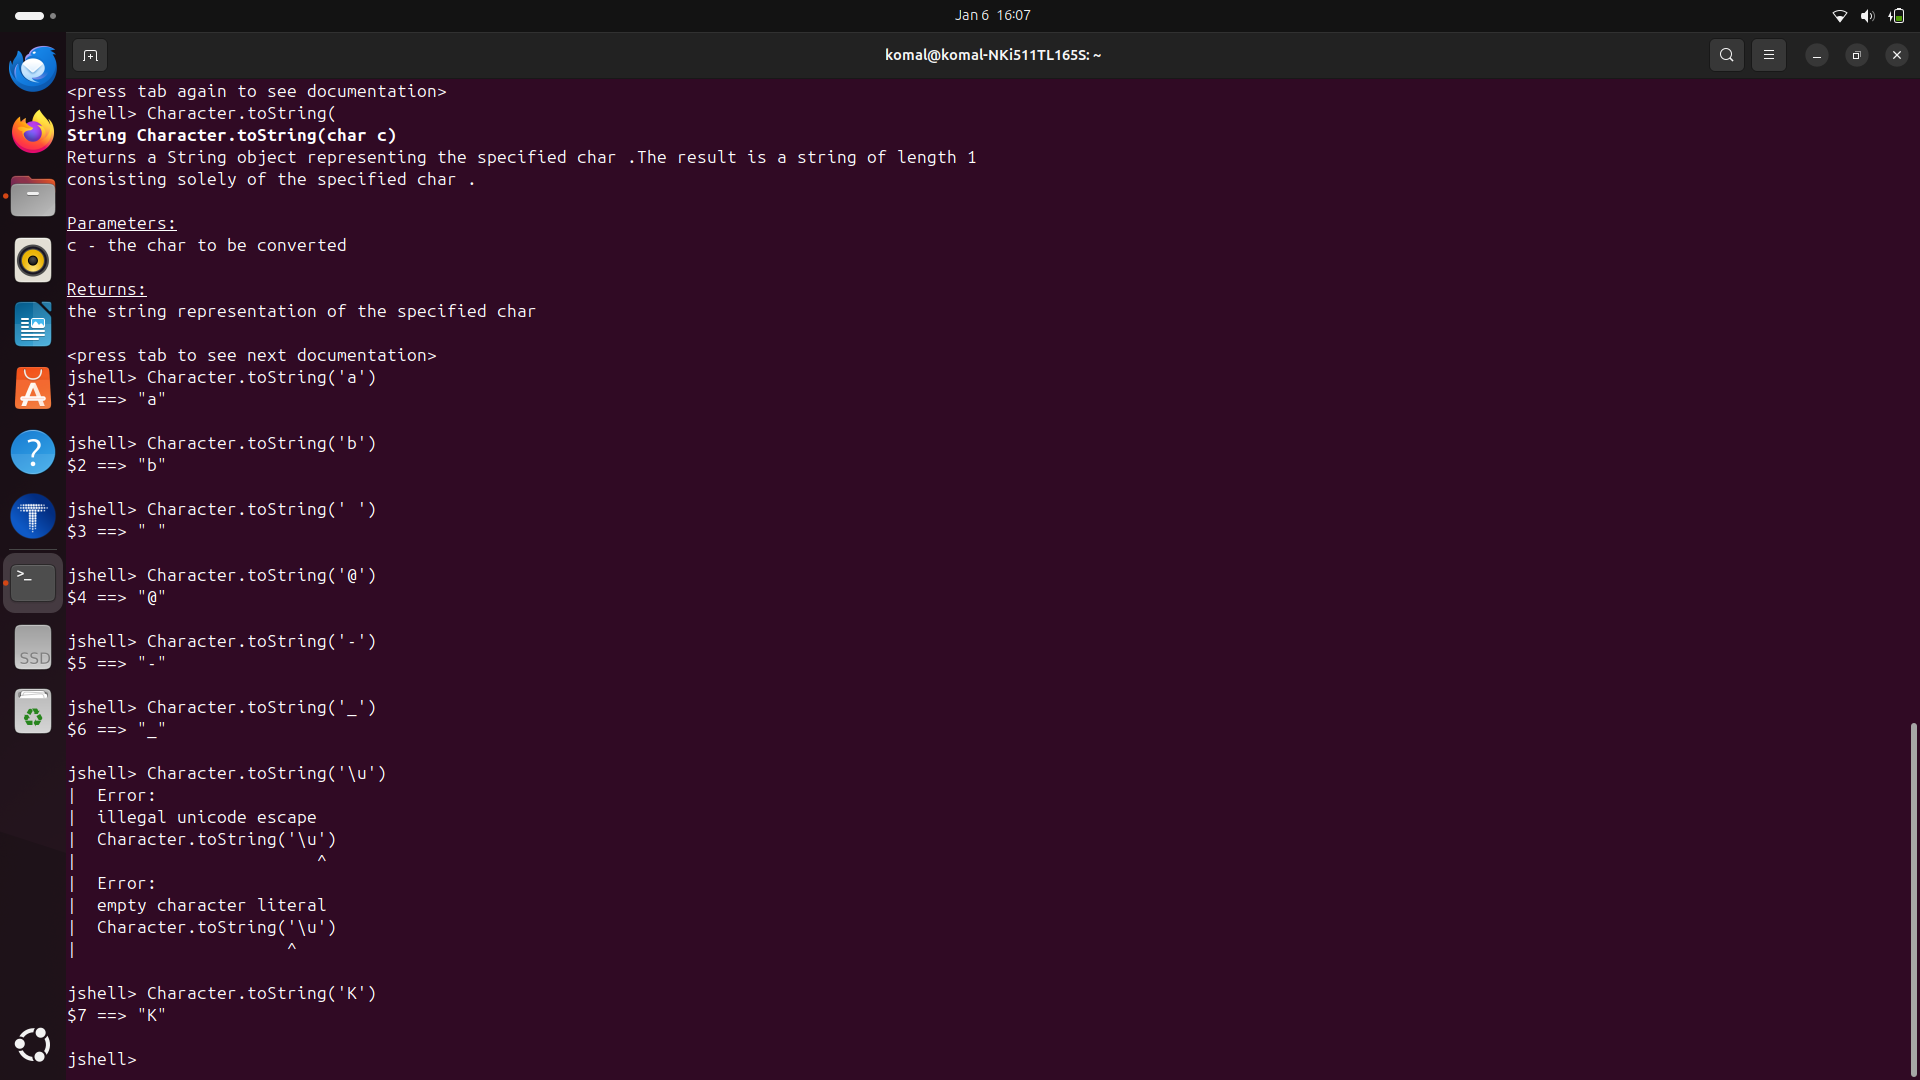 Jan 6 16:07
komal@komal-NKi511TL165S: ~
<press tab again to see documentation>
jshell> Character.toString(
String Character.toString(char c)
Returns a String object representing the specified char .The result is a string of length 1
consisting solely of the specified char .
Parameters:
c - the char to be converted
Returns:
the string representation of the specified char
<press tab to see next documentation>
jshell> Character.toString('a')
$1 ==> "a"
jshell> Character.toString('b')
$2 ==> "b"
jshell> Character.toString(' ')
$3 ==> " "
jshell> Character.toString('@')
$4 ==> "@"
jshell> Character.toString('-')
$5 ==> "-"
jshell> Character.toString('_')
$6 ==> "_"
jshell> Character.toString('\u')
|  Error:
|  illegal unicode escape
|  Character.toString('\u')
|                         ^
|  Error:
|  empty character literal
|  Character.toString('\u')
|                      ^
jshell> Character.toString('K')
$7 ==> "K"
jshell>
SSD